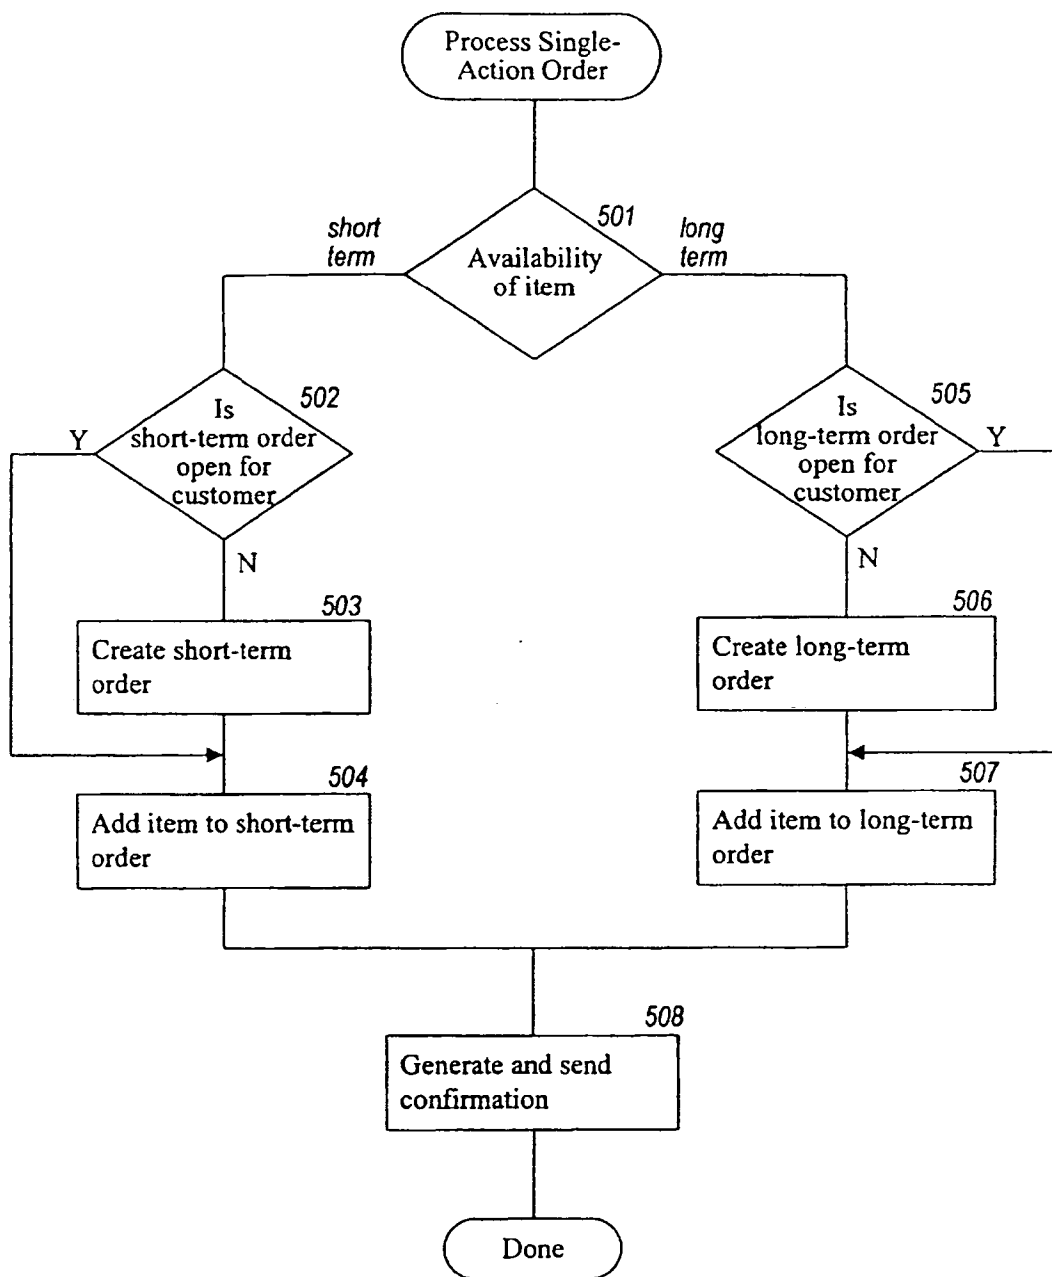 Process Single-
Action Order
501
short
term
long
term
Availability
of item
502
Is
short-term order
open for
customer
Y
N
505
Is
long-term order
open for
customer
Y
N
503
Create short-term
order
506
Create long-term
order
504
Add item to short-term
order
507
Add item to long-term
order
508
Generate and send
confirmation
Done